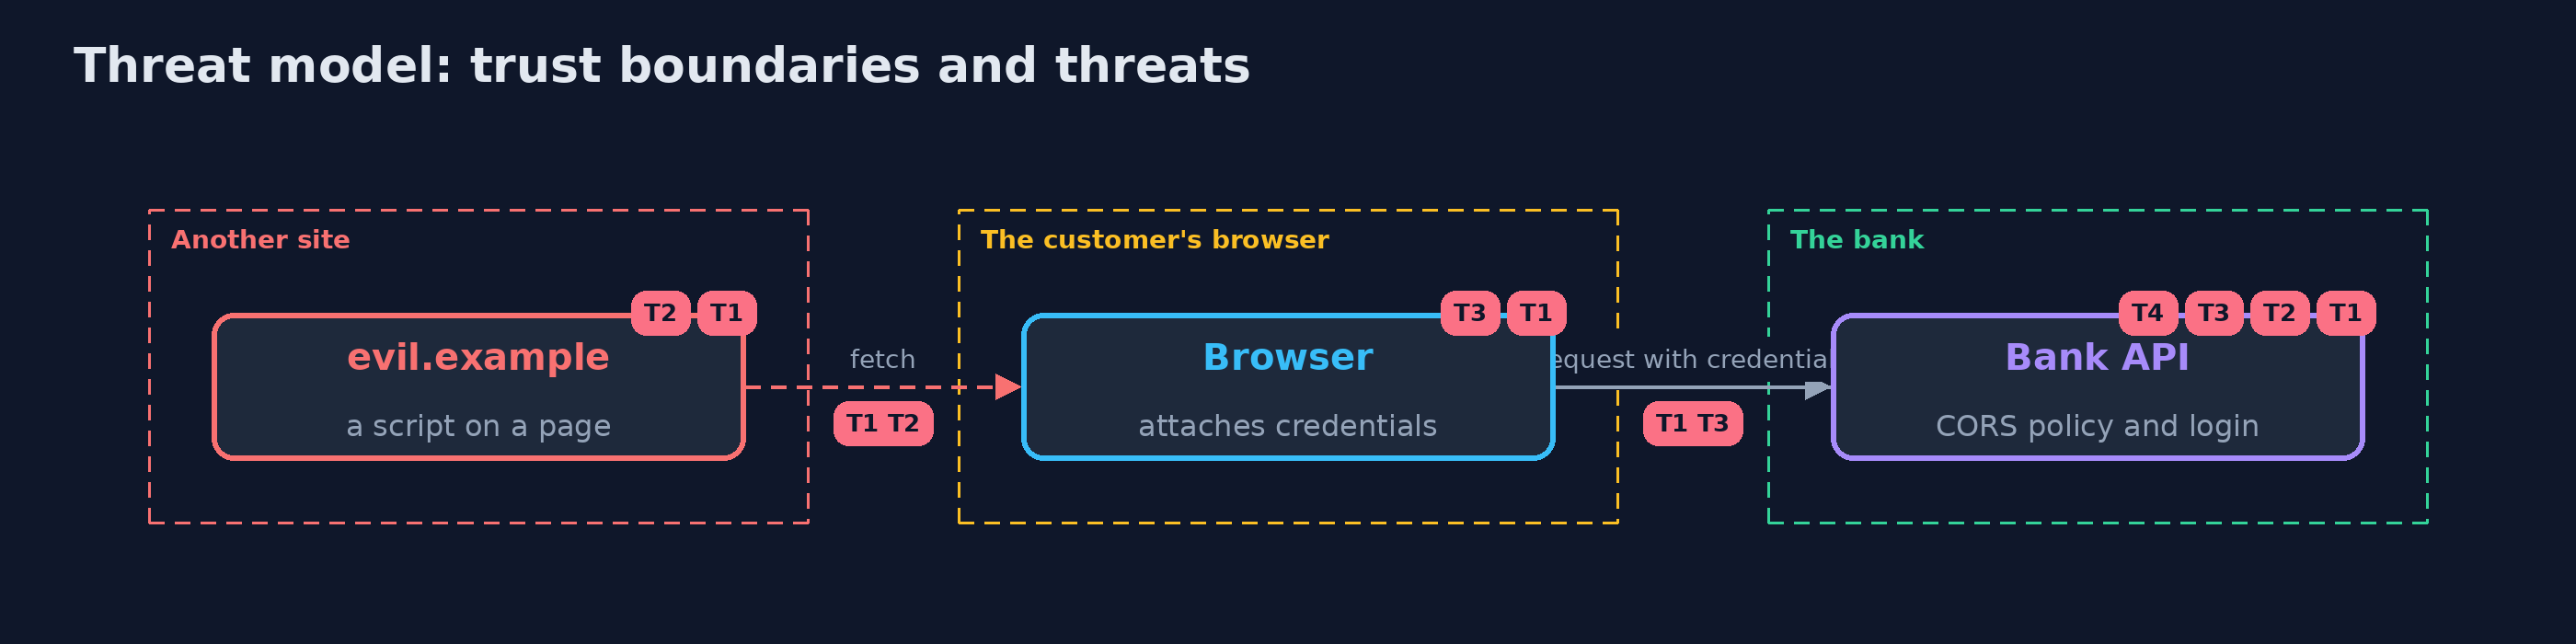 Threat model: trust boundaries and threats
Another site
T2 T1
evil.example
a script on a page
fetch
T1 T2
The customer's browser
T3 T1
Browser
attaches credentials
equest with credential
T1 T3
The bank
T4 T3 T2 T1
Bank API
CORS policy and login